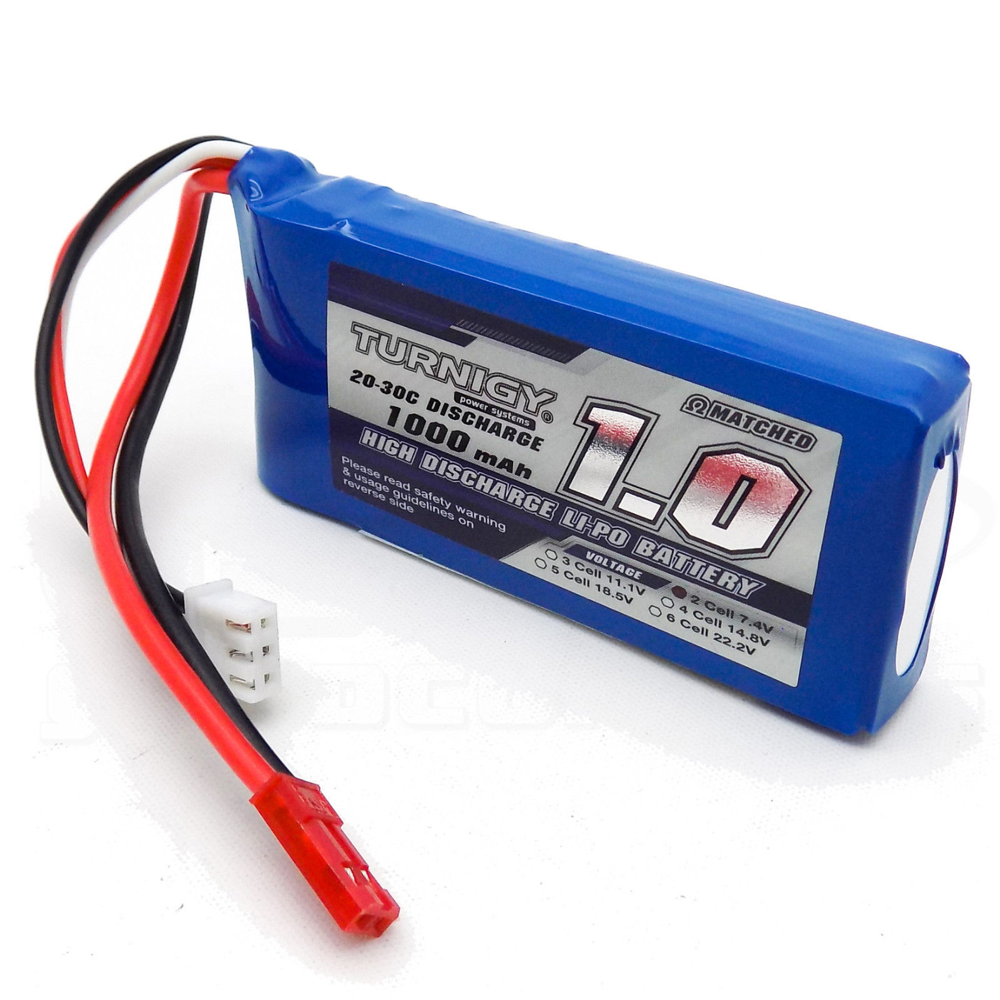 TURNIGY®
power systems
20-30C DISCHARGE
1000 mAh
HIGH DISCHARGE LI-PO BATTERY
Please read safety warning
& usage guidelines on
reverse side
1.0
Ω MATCHED
VOLTAGE
2 Cell 7.4V
3 Cell 11.1V
4 Cell 14.8V
5 Cell 18.5V
6 Cell 22.2V